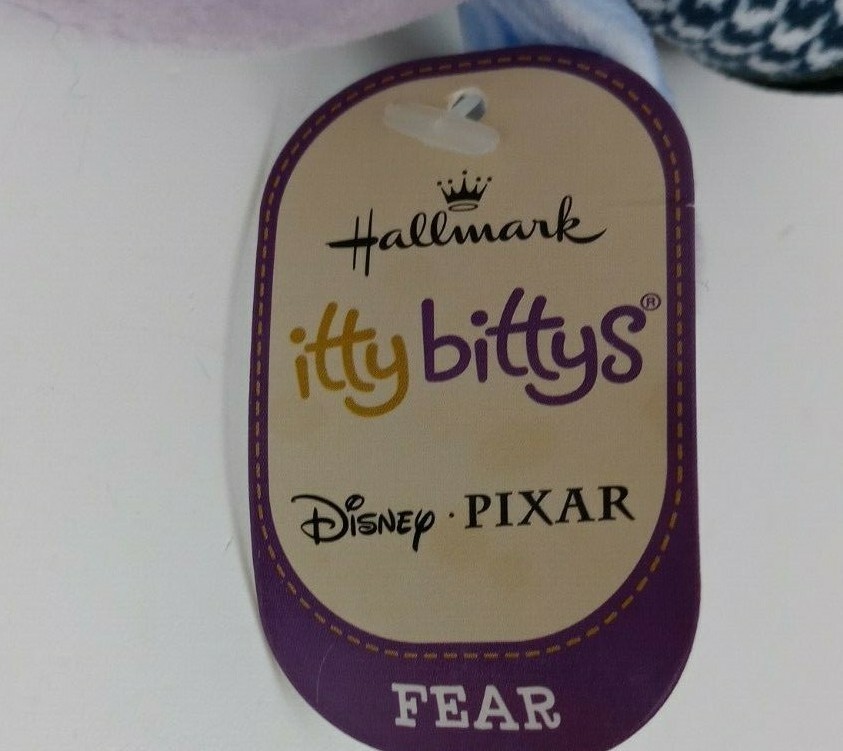 Hallmark
itty bittys®
Disney · PIXAR
FEAR